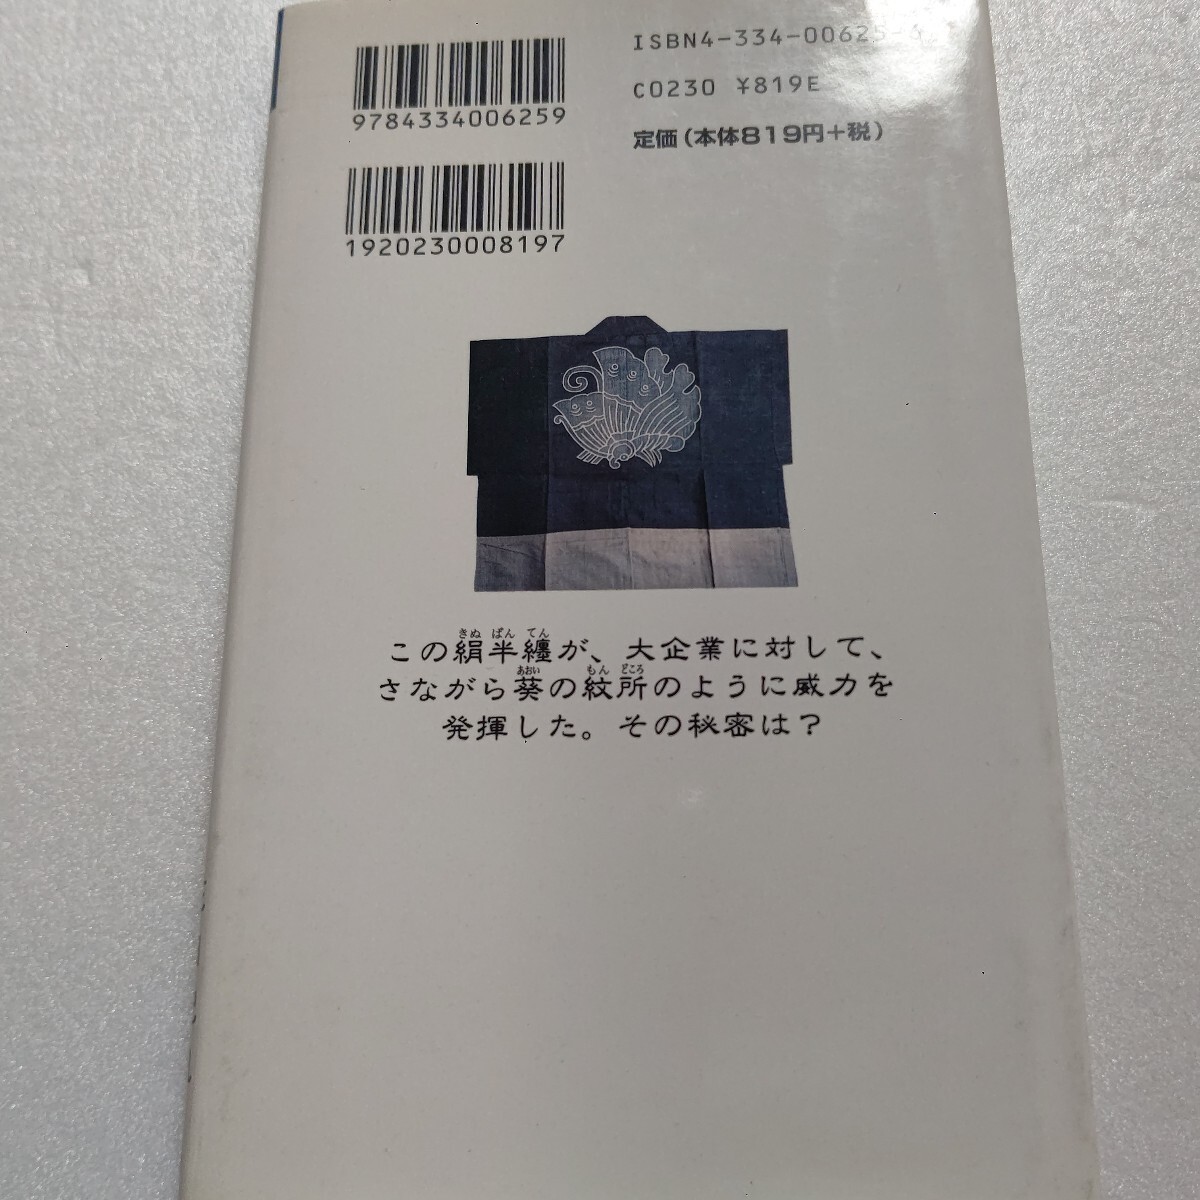 ISBN4-334-00625-
C0230 ¥819E
定価(本体819円+税)
9784334006259
1920230008197
この絹半纏が、大企業に対して、
さながら葵の紋所のように威力を
発揮した。その秘密は?